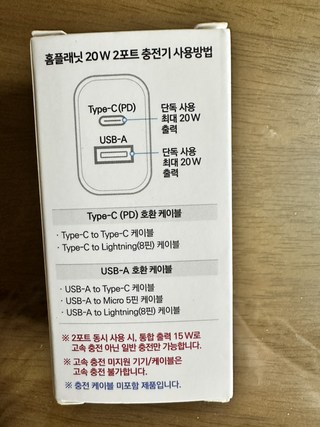 홈플래닛 20W 2포트 충전기 사용방법
Type-C(PD)
단독 사용
최대 20W
출력
USB-A
단독 사용
최대 20W
출력
Type-C (PD) 호환 케이블
· Type-C to Type-C 케이블
· Type-C to Lightning(8핀) 케이블
USB-A 호환 케이블
· USB-A to Type-C 케이블
· USB-A to Micro 5핀 케이블
· USB-A to Lightning(8핀) 케이블
※ 2포트 동시 사용 시, 통합 출력 15W로
고속 충전 아닌 일반 충전만 가능합니다.
※ 고속 충전 미지원 기기/케이블은
고속 충전 불가합니다.
※ 충전 케이블 미포함 제품입니다.